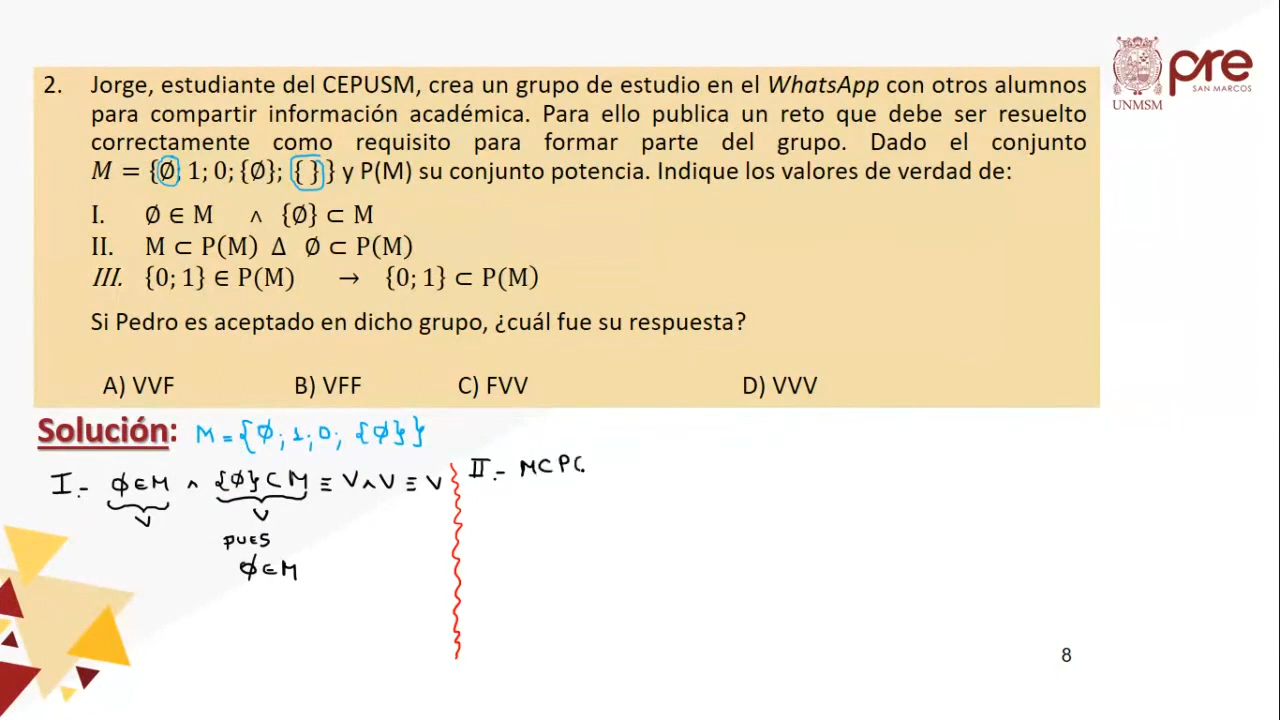 2. Jorge, estudiante del CEPUSM, crea un grupo de estudio en el WhatsApp con otros alumnos
para compartir información académica. Para ello publica un reto que debe ser resuelto
correctamente como requisito para formar parte del grupo. Dado el conjunto
M = {∅; 1; 0; {∅}; { }} y P(M) su conjunto potencia. Indique los valores de verdad de:
I. ∅ ∈ M ∧ {∅} ⊂ M
II. M ⊂ P(M) Δ ∅ ⊂ P(M)
III. {0; 1} ∈ P(M) → {0; 1} ⊂ P(M)
Si Pedro es aceptado en dicho grupo, ¿cuál fue su respuesta?
A) VVF B) VFF C) FVV D) VVV
UNMSM
pre
SAN MARCOS
Solución: M = {∅; 1; 0; {∅}}
I.- ∅∈M ∧ {∅}⊂M ≡ V∧V ≡ V
V V
PUES
∅∈M
II.- M⊂P(
8